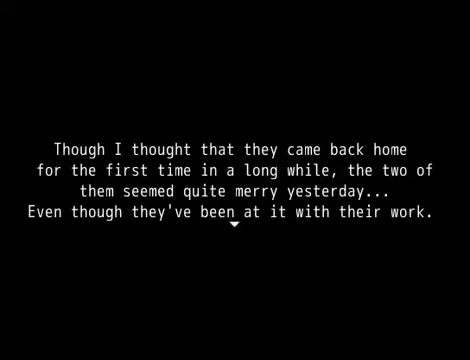 Though I thought that they came back home
for the first time in a long while, the two of
them seemed quite merry yesterday...
Even though they've been at it with their work.